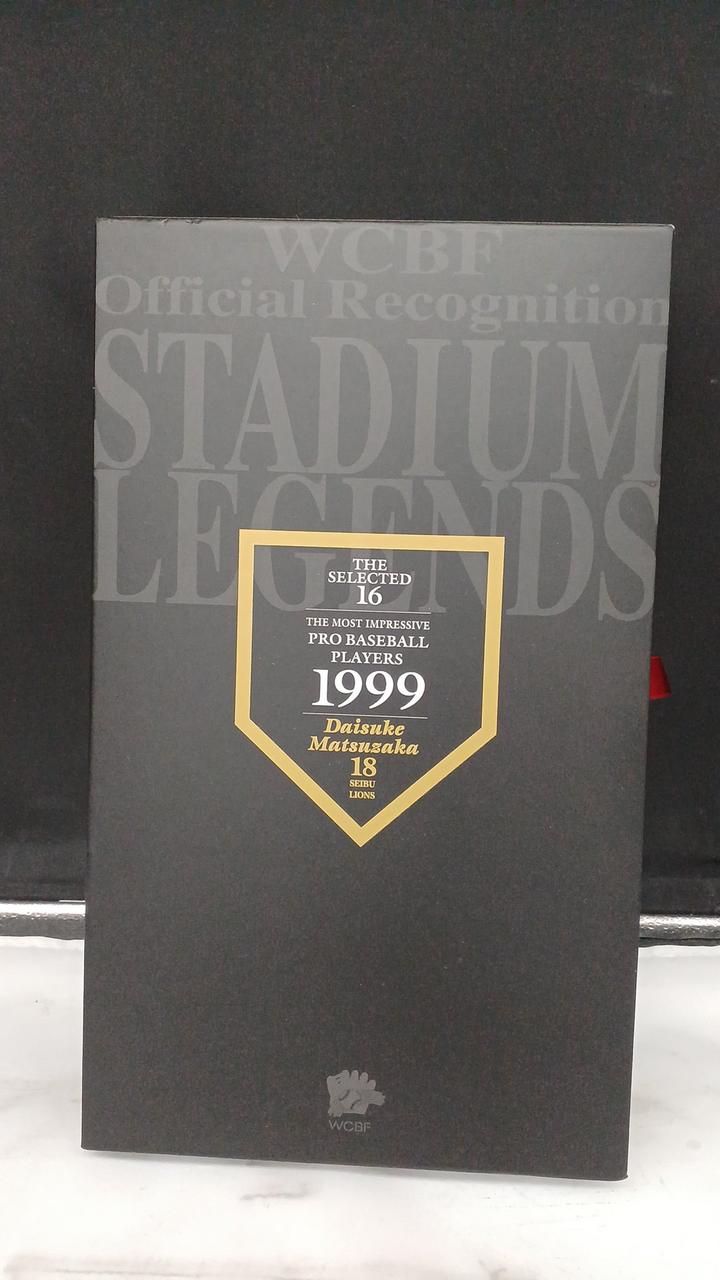 WCBF
Official Recognition
STADIUM
LEGENDS
THE
SELECTED
16
THE MOST IMPRESSIVE
PRO BASEBALL
PLAYERS
1999
Daisuke
Matsuzaka
18
SEIBU
LIONS
WCBF